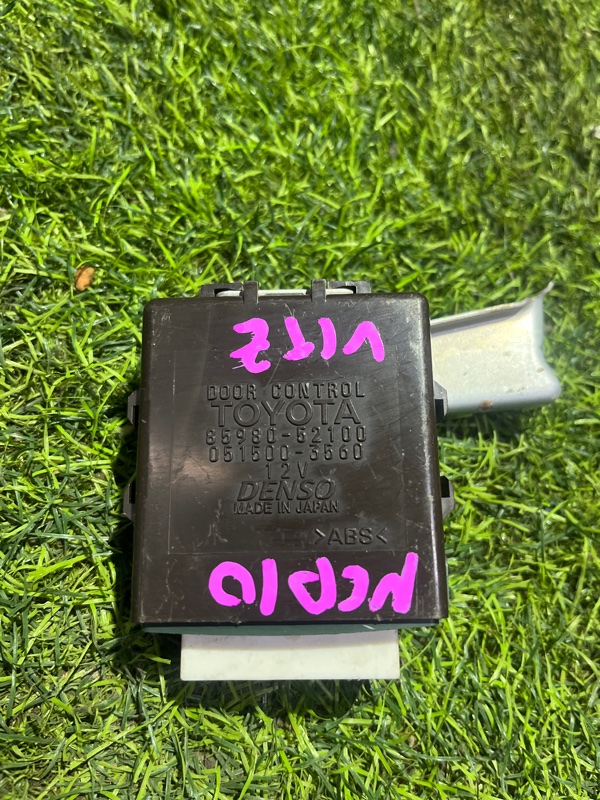 VITZ
DOOR CONTROL
TOYOTA
85980-52100
051500-3560
12V
DENSO
MADE IN JAPAN
>ABS<
NCP10